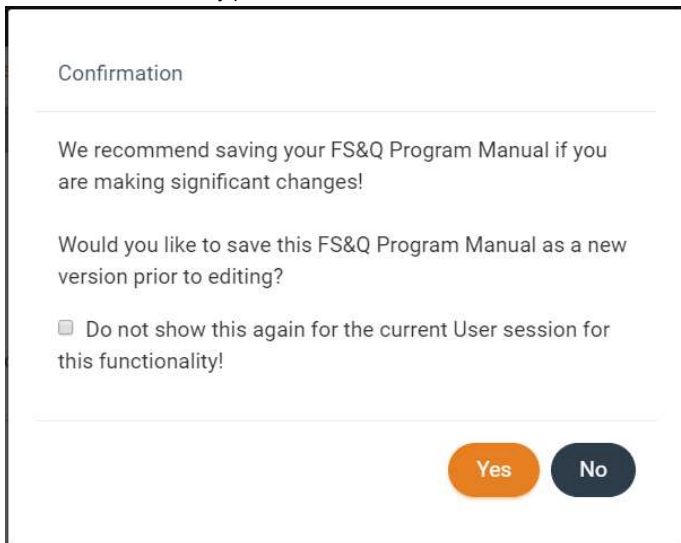 Confirmation
We recommend saving your FS&Q Program Manual if you
are making significant changes!
Would you like to save this FS&Q Program Manual as a new
version prior to editing?
Do not show this again for the current User session for
this functionality!
Yes
No